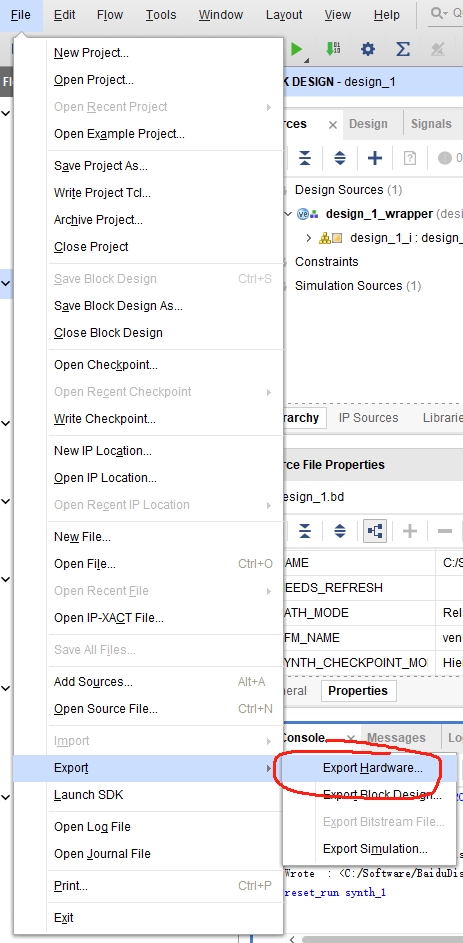 File Edit Flow Tools Window Layout View Help
New Project...
Open Project...
Open Recent Project
Open Example Project...
Save Project As...
Write Project Tcl...
Archive Project...
Close Project
Save Block Design Ctrl+S
Save Block Design As...
Close Block Design
Open Checkpoint...
Open Recent Checkpoint
Write Checkpoint...
New IP Location...
Open IP Location...
Open Recent IP Location
New File...
Open File... Ctrl+O
Open Recent File
Open IP-XACT File...
Save All Files...
Add Sources... Alt+A
Open Source File... Ctrl+N
Import
Export
Launch SDK
Open Log File
Open Journal File
Print... Ctrl+P
Exit
DESIGN - design_1
Design Signals
Design Sources (1)
design_1_wrapper (desi
design_1_i : design_
Constraints
Simulation Sources (1)
IP Sources Librarie
File Properties
esign_1.bd
AME C:/S
EEDS_REFRESH
ATH_MODE Rel
FM_NAME ven
YNTH_CHECKPOINT_MO Hie
Properties
Console Messages Lo
Export Hardware...
Export Block Design...
Export Bitstream File...
Export Simulation...
Wrote : <C:/Software/BaiduDis
reset_run synth_1